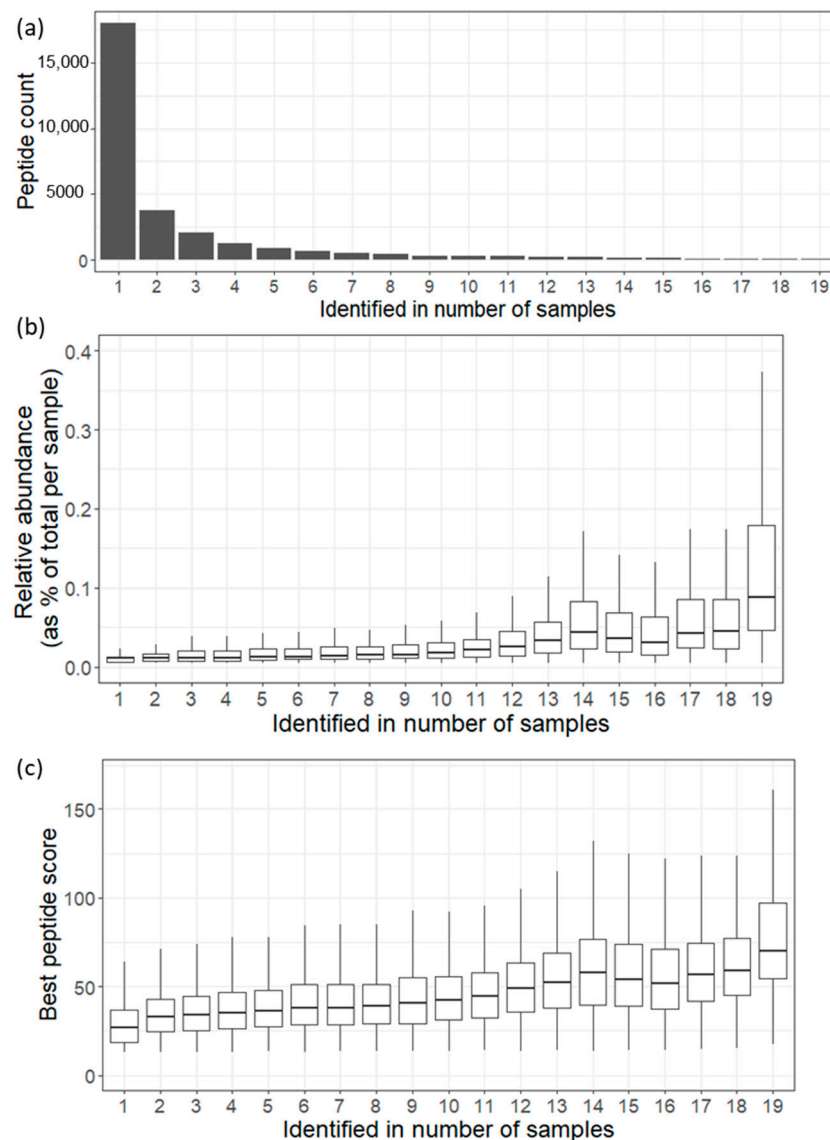 (a)
Peptide count
15,000
10,000
5000
0
1 2 3 4 5 6 7 8 9 10 11 12 13 14 15 16 17 18 19
Identified in number of samples
(b)
Relative abundance
(as % of total per sample)
0.4
0.3
0.2
0.1
0.0
1 2 3 4 5 6 7 8 9 10 11 12 13 14 15 16 17 18 19
Identified in number of samples
(c)
Best peptide score
150
100
50
0
1 2 3 4 5 6 7 8 9 10 11 12 13 14 15 16 17 18 19
Identified in number of samples